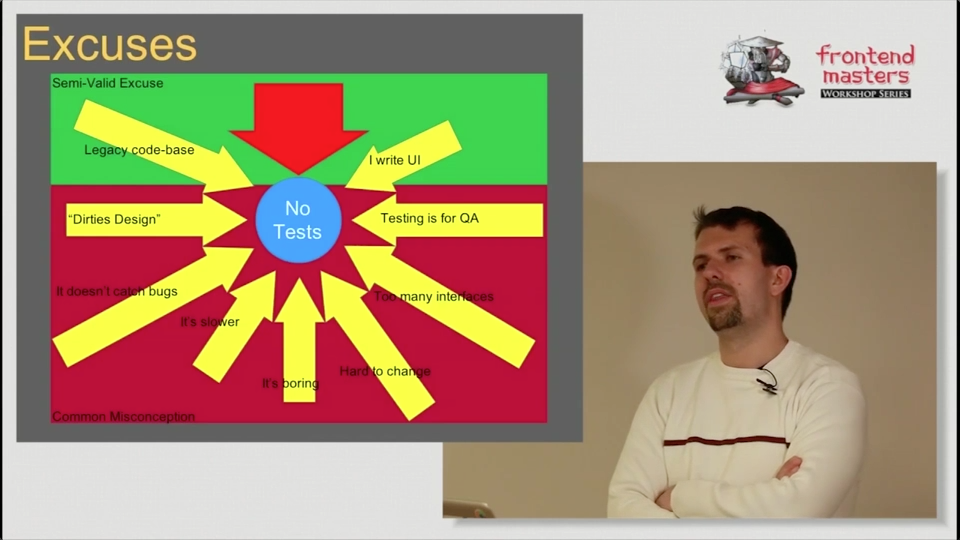 Excuses
frontend
masters
WORKSHOP SERIES
Semi-Valid Excuse
Legacy code-base
I write UI
"Dirties Design"
No
Tests
Testing is for QA
It doesn't catch bugs
Too many interfaces
It's slower
Hard to change
It's boring
Common Misconception